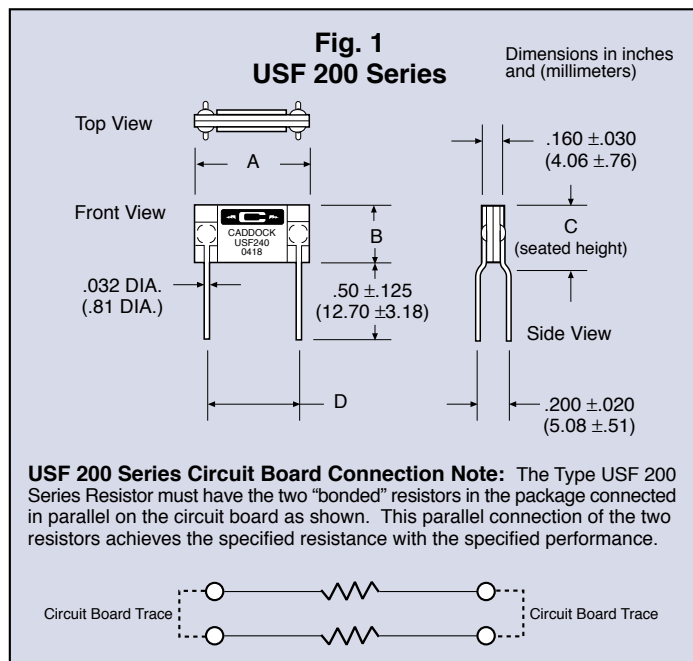 Fig. 1
USF 200 Series
Dimensions in inches
and (millimeters)
Top View
A
.160 ±.030
(4.06 ±.76)
Front View
CADDOCK
USF240
0418
B
C
(seated height)
.032 DIA.
(.81 DIA.)
.50 ±.125
(12.70 ±3.18)
Side View
D
.200 ±.020
(5.08 ±.51)
USF 200 Series Circuit Board Connection Note: The Type USF 200
Series Resistor must have the two “bonded” resistors in the package connected
in parallel on the circuit board as shown. This parallel connection of the two
resistors achieves the specified resistance with the specified performance.
Circuit Board Trace
Circuit Board Trace